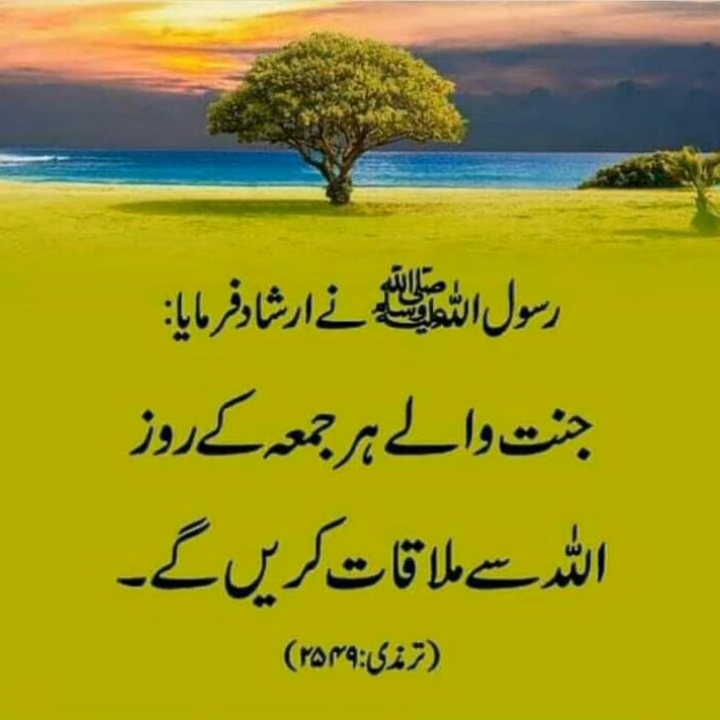 رسول اللہ ﷺ نے ارشاد فرمایا:
جنت والے ہر جمعہ کے روز
اللہ سے ملاقات کریں گے۔
(ترمذی:۲۵۴۹)